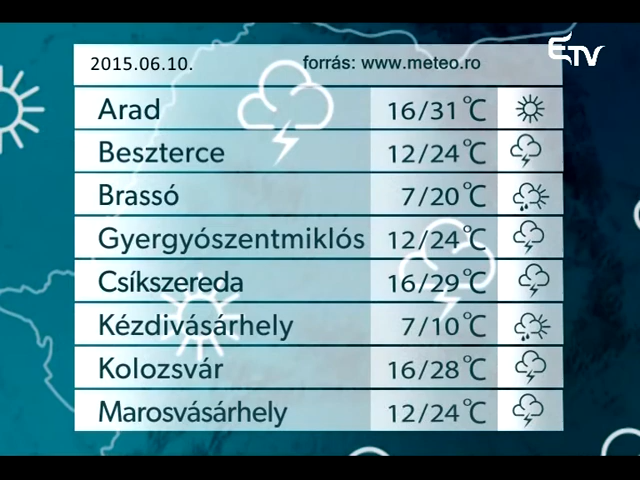 ETV
2015.06.10. forrás: www.meteo.ro
Arad 16/31°C
Beszterce 12/24°C
Brassó 7/20°C
Gyergyószentmiklós 12/24°C
Csíkszereda 16/29°C
Kézdivásárhely 7/10°C
Kolozsvár 16/28°C
Marosvásárhely 12/24°C